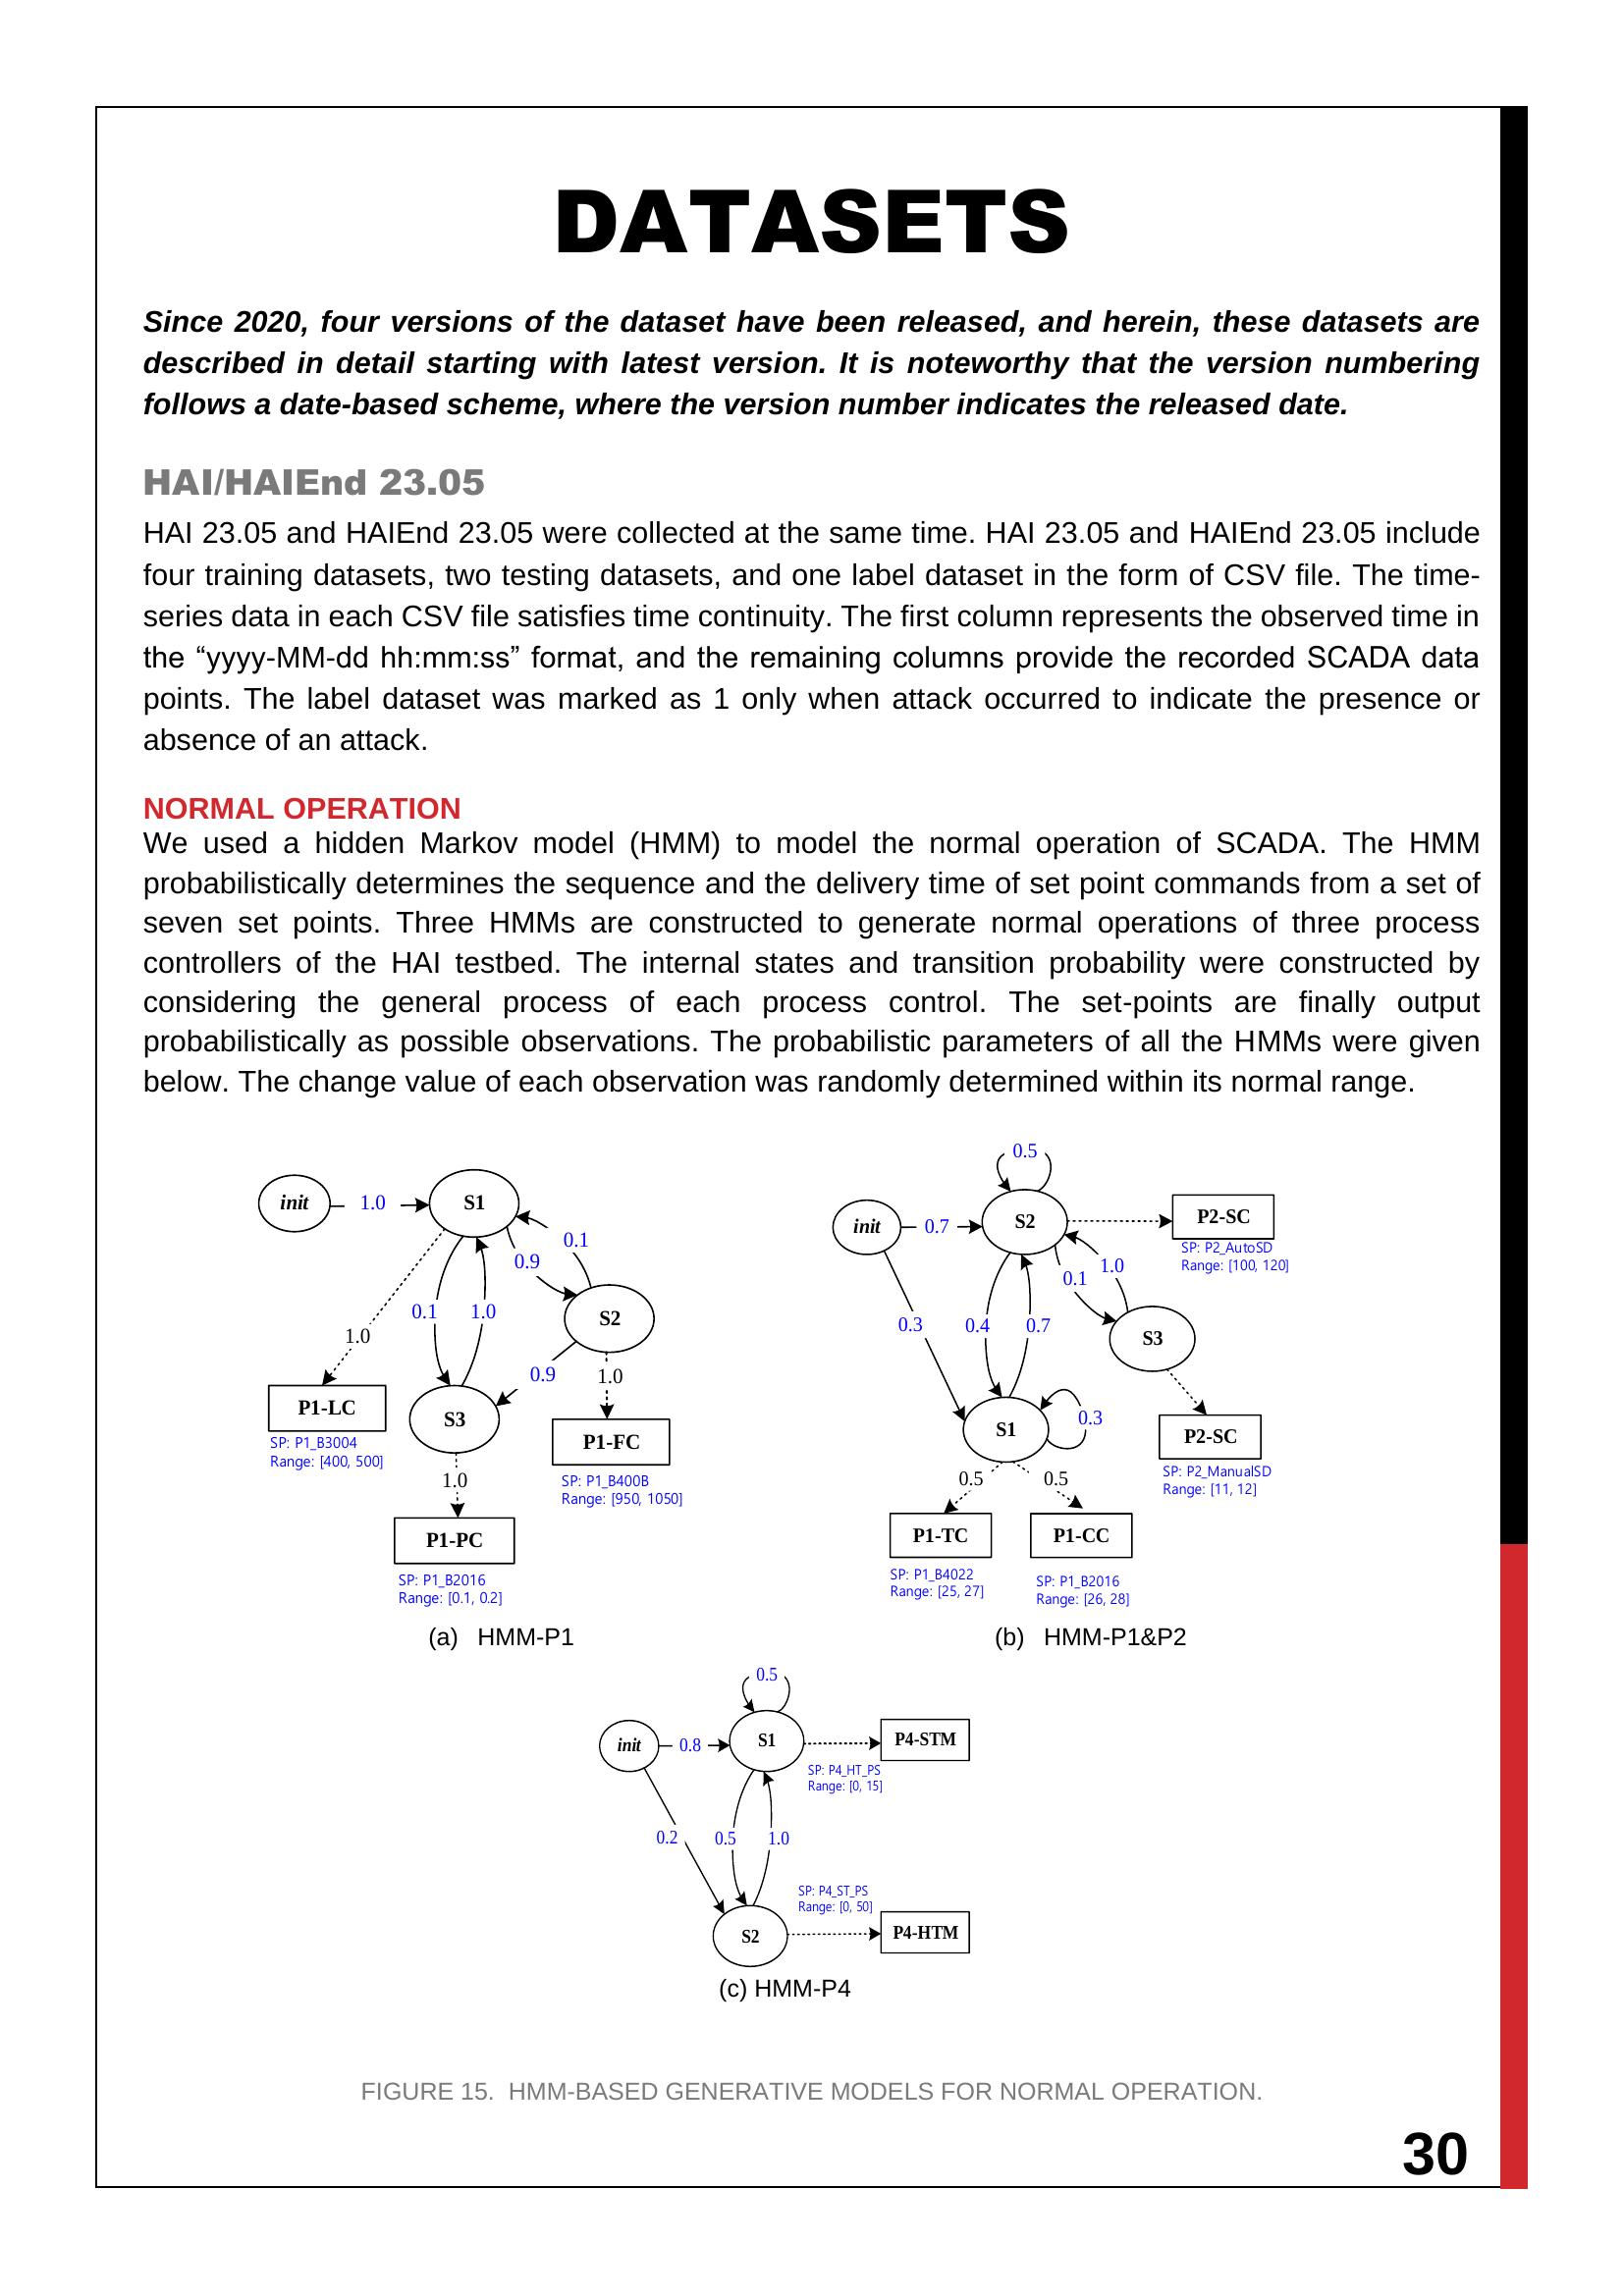 DATASETS
Since 2020, four versions of the dataset have been released, and herein, these datasets are
described in detail starting with latest version. It is noteworthy that the version numbering
follows a date-based scheme, where the version number indicates the released date.
HAI/HAIEnd 23.05
HAI 23.05 and HAIEnd 23.05 were collected at the same time. HAI 23.05 and HAIEnd 23.05 include
four training datasets, two testing datasets, and one label dataset in the form of CSV file. The time-
series data in each CSV file satisfies time continuity. The first column represents the observed time in
the “yyyy-MM-dd hh:mm:ss” format, and the remaining columns provide the recorded SCADA data
points. The label dataset was marked as 1 only when attack occurred to indicate the presence or
absence of an attack.
NORMAL OPERATION
We used a hidden Markov model (HMM) to model the normal operation of SCADA. The HMM
probabilistically determines the sequence and the delivery time of set point commands from a set of
seven set points. Three HMMs are constructed to generate normal operations of three process
controllers of the HAI testbed. The internal states and transition probability were constructed by
considering the general process of each process control. The set-points are finally output
probabilistically as possible observations. The probabilistic parameters of all the HMMs were given
below. The change value of each observation was randomly determined within its normal range.
init
1.0
S1
0.1
0.9
S2
0.1
1.0
1.0
0.9
1.0
P1-LC
SP: P1_B3004
Range: [400, 500]
S3
P1-FC
SP: P1_B400B
Range: [950, 1050]
1.0
P1-PC
SP: P1_B2016
Range: [0.1, 0.2]
(a) HMM-P1
0.5
init
0.7
S2
P2-SC
SP: P2_AutoSD
Range: [100, 120]
1.0
0.1
0.3
0.4
0.7
S3
S1
0.3
P2-SC
SP: P2_ManualSD
Range: [11, 12]
0.5
0.5
P1-TC
P1-CC
SP: P1_B4022
Range: [25, 27]
SP: P1_B2016
Range: [26, 28]
(b) HMM-P1&P2
0.5
init
0.8
S1
P4-STM
SP: P4_HT_PS
Range: [0, 15]
0.2
0.5
1.0
SP: P4_ST_PS
Range: [0, 50]
S2
P4-HTM
(c) HMM-P4
FIGURE 15. HMM-BASED GENERATIVE MODELS FOR NORMAL OPERATION.
30